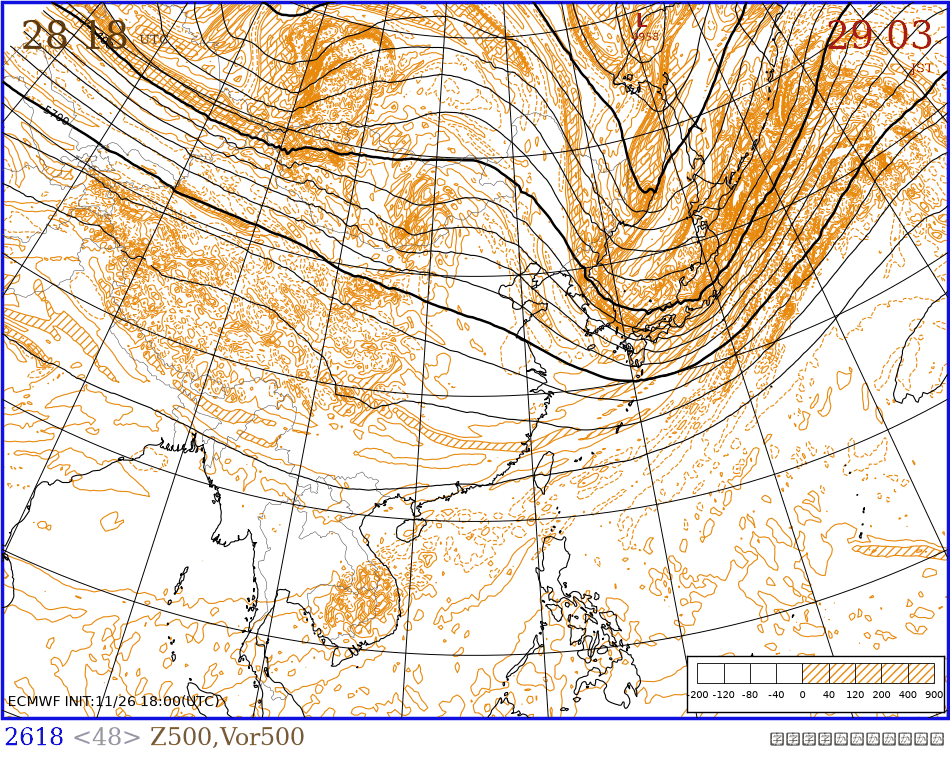 28 18 UTC
29 03 JST
L
4958
5700
-200 -120 -80 -40 0 40 120 200 400 900
ECMWF INIT:11/26 18:00(UTC)
2618 <48> Z500,Vor500